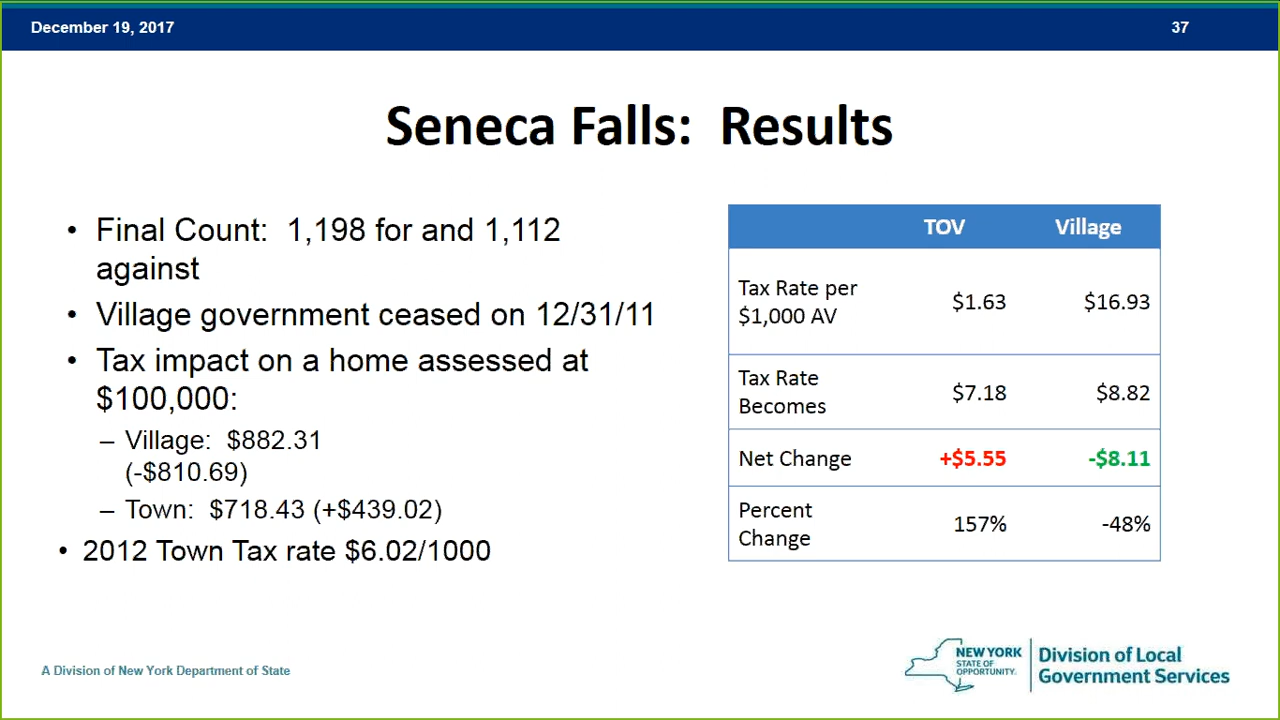 December 19, 2017
37
Seneca Falls:  Results
• Final Count:  1,198 for and 1,112
against
• Village government ceased on 12/31/11
• Tax impact on a home assessed at
$100,000:
– Village:  $882.31
(-$810.69)
– Town:  $718.43 (+$439.02)
• 2012 Town Tax rate $6.02/1000
TOV Village
Tax Rate per
$1,000 AV
$1.63 $16.93
Tax Rate
Becomes
$7.18 $8.82
Net Change +$5.55 -$8.11
Percent
Change
157% -48%
A Division of New York Department of State
NEW YORK
STATE OF
OPPORTUNITY.
Division of Local
Government Services